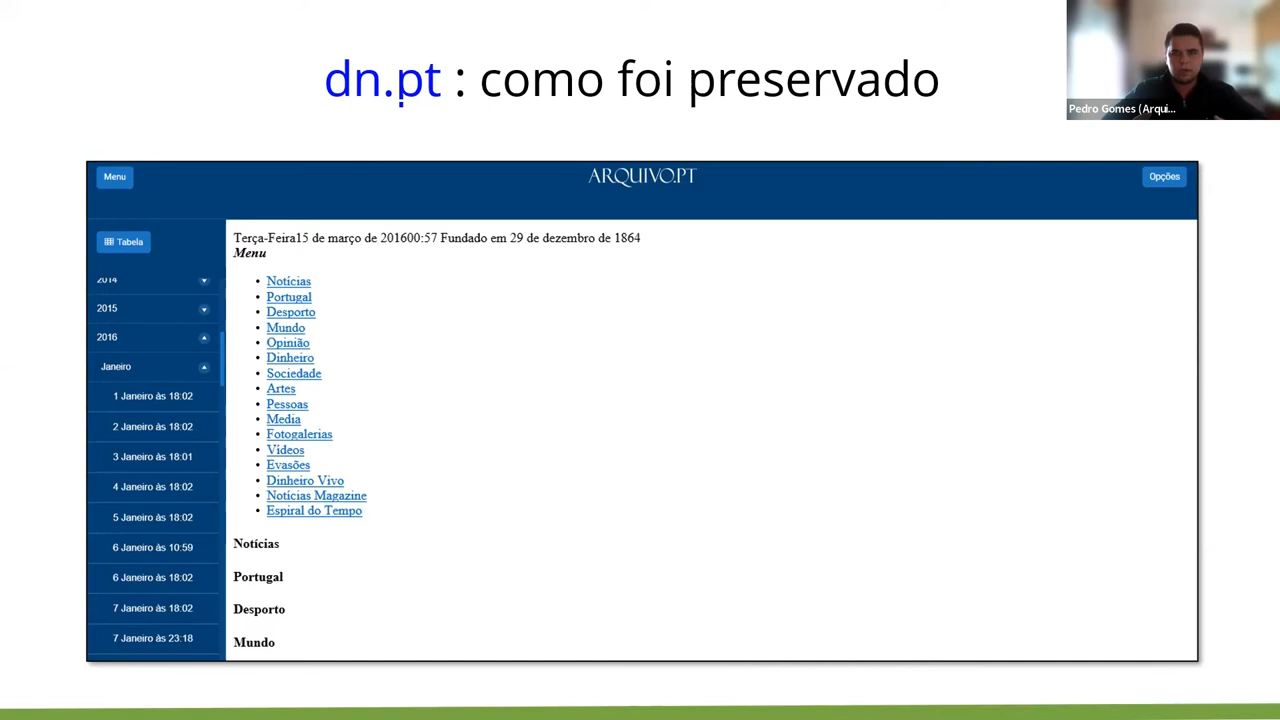 dn.pt : como foi preservado
Pedro Gomes (Arqui...
Menu
ARQUIVO.PT
Opções
Tabela
2014
2015
2016
Janeiro
1 Janeiro às 18:02
2 Janeiro às 18:02
3 Janeiro às 18:01
4 Janeiro às 18:02
5 Janeiro às 18:02
6 Janeiro às 10:59
6 Janeiro às 18:02
7 Janeiro às 18:02
7 Janeiro às 23:18
Terça-Feira15 de março de 201600:57 Fundado em 29 de dezembro de 1864
Menu
Notícias
Portugal
Desporto
Mundo
Opinião
Dinheiro
Sociedade
Artes
Pessoas
Media
Fotogalerias
Vídeos
Evasões
Dinheiro Vivo
Notícias Magazine
Espiral do Tempo
Notícias
Portugal
Desporto
Mundo